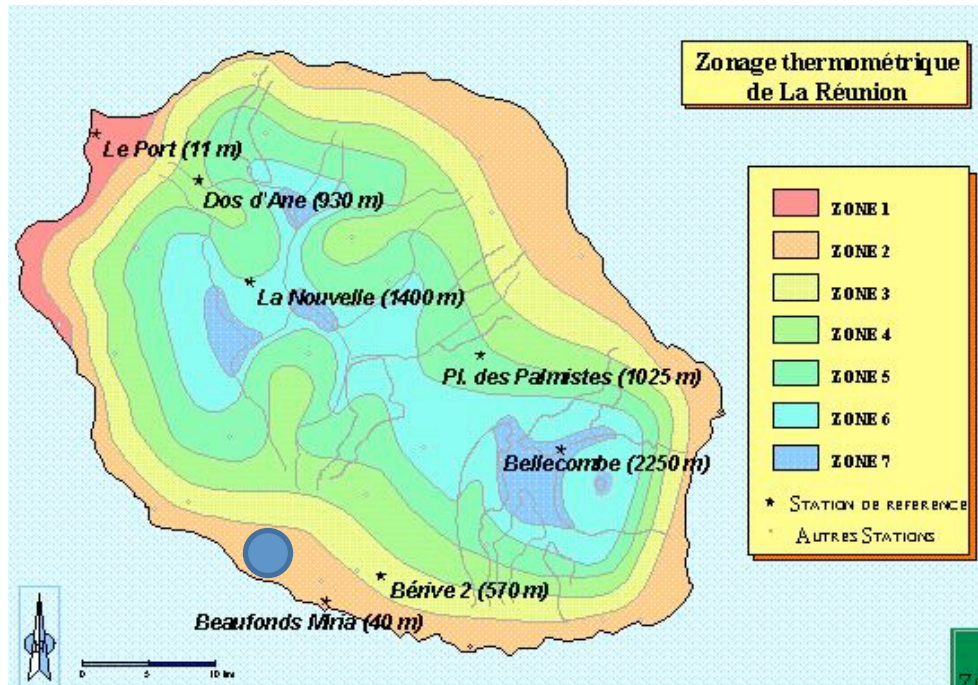 Zonage thermométrique
de La Réunion
Le Port (11 m)
Dos d'Ane (930 m)
La Nouvelle (1400 m)
Pl. des Palmistes (1025 m)
Bellecombe (2250 m)
Bérive 2 (570 m)
Beaufonds Miria (40 m)
ZONE 1
ZONE 2
ZONE 3
ZONE 4
ZONE 5
ZONE 6
ZONE 7
STATION DE REFERENCE
AUTRES STATIONS
0 5 10 km